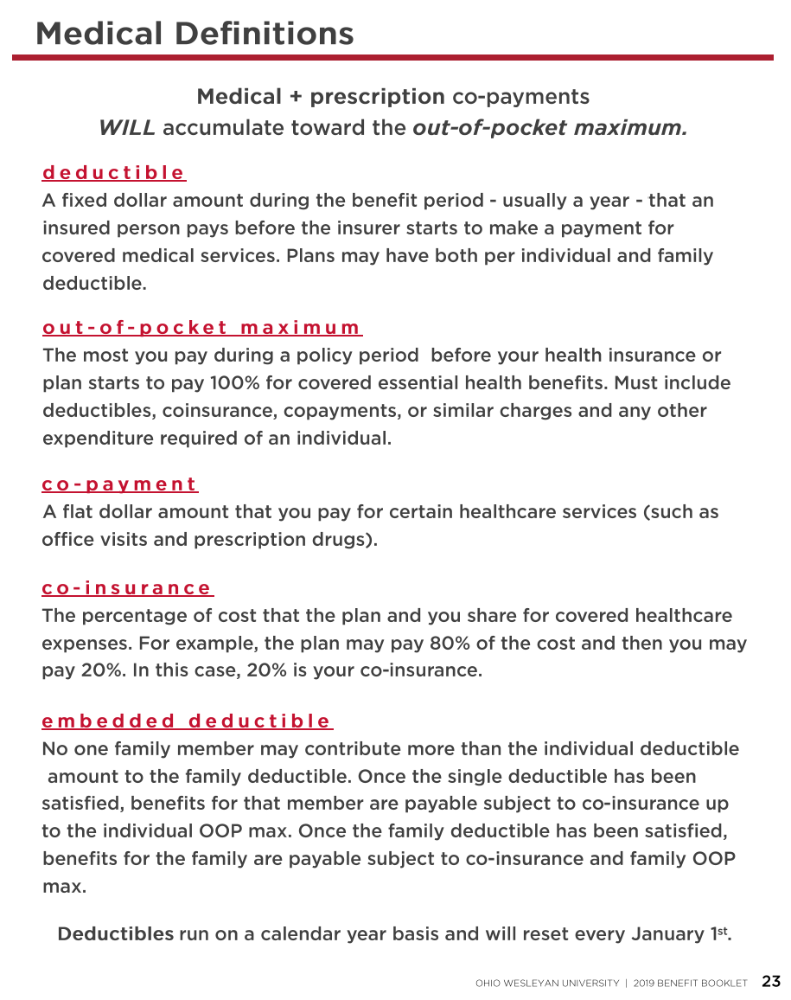 Medical Definitions
Medical + prescription co-payments
WILL accumulate toward the out-of-pocket maximum.
deductible
A fixed dollar amount during the benefit period - usually a year - that an
insured person pays before the insurer starts to make a payment for
covered medical services. Plans may have both per individual and family
deductible.
out-of-pocket maximum
The most you pay during a policy period before your health insurance or
plan starts to pay 100% for covered essential health benefits. Must include
deductibles, coinsurance, copayments, or similar charges and any other
expenditure required of an individual.
co-payment
A flat dollar amount that you pay for certain healthcare services (such as
office visits and prescription drugs).
co-insurance
The percentage of cost that the plan and you share for covered healthcare
expenses. For example, the plan may pay 80% of the cost and then you may
pay 20%. In this case, 20% is your co-insurance.
embedded deductible
No one family member may contribute more than the individual deductible
amount to the family deductible. Once the single deductible has been
satisfied, benefits for that member are payable subject to co-insurance up
to the individual OOP max. Once the family deductible has been satisfied,
benefits for the family are payable subject to co-insurance and family OOP
max.
Deductibles run on a calendar year basis and will reset every January 1st.
OHIO WESLEYAN UNIVERSITY | 2019 BENEFIT BOOKLET 23